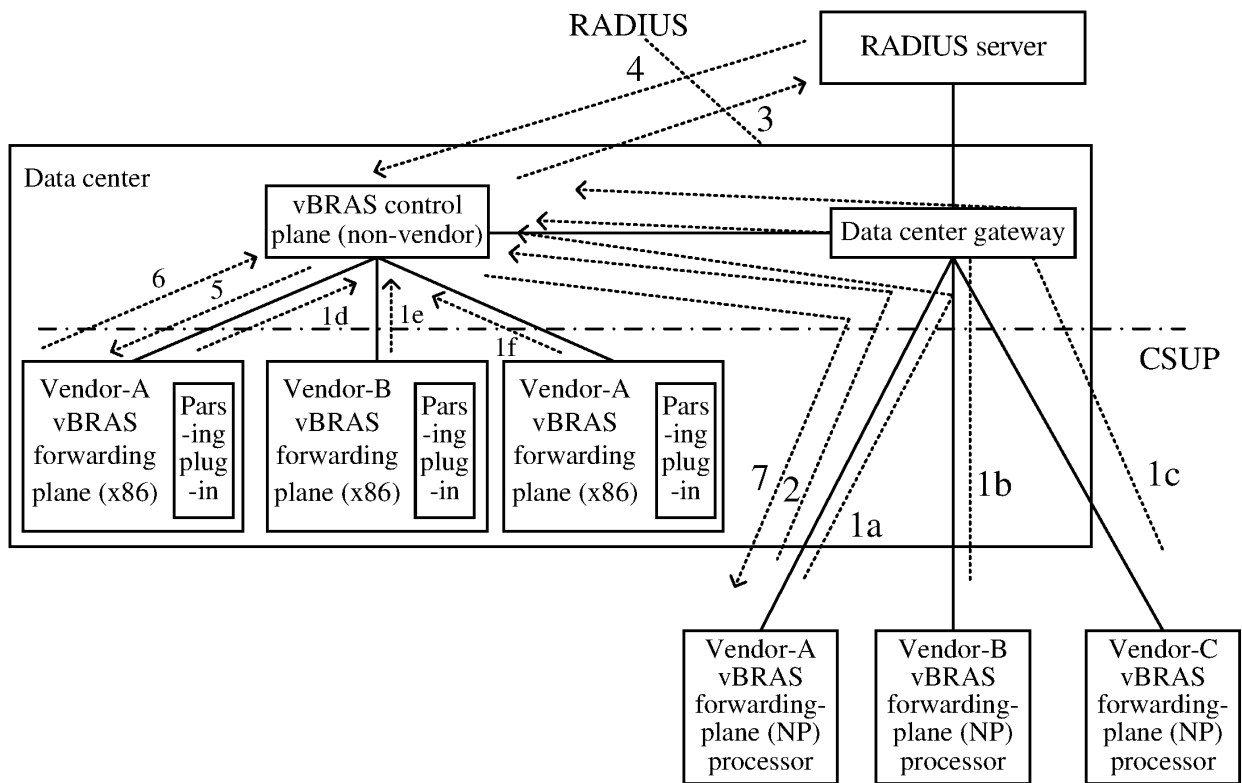 RADIUS
RADIUS server
4
3
Data center
vBRAS control
plane (non-vendor)
Data center gateway
6
5
1d
1e
1f
CSUP
Vendor-A
vBRAS
forwarding
plane (x86)
Pars
-ing
plug
-in
Vendor-B
vBRAS
forwarding
plane (x86)
Pars
-ing
plug
-in
Vendor-A
vBRAS
forwarding
plane (x86)
Pars
-ing
plug
-in
7
2
1a
1b
1c
Vendor-A
vBRAS
forwarding-
plane (NP)
processor
Vendor-B
vBRAS
forwarding-
plane (NP)
processor
Vendor-C
vBRAS
forwarding-
plane (NP)
processor